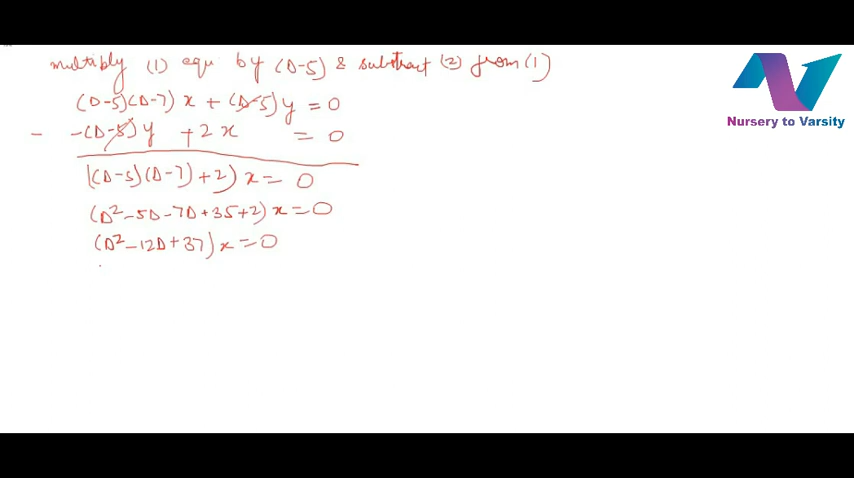 multiply (1) equ by (D-5) & subtract (2) from (1)
(D-5)(D-7) x + (D-5) y = 0
- -(D-5) y + 2x = 0
((D-5)(D-7)+2) x = 0
(D²-5D-7D+35+2) x = 0
(D²-12D+37) x = 0
Nursery to Varsity